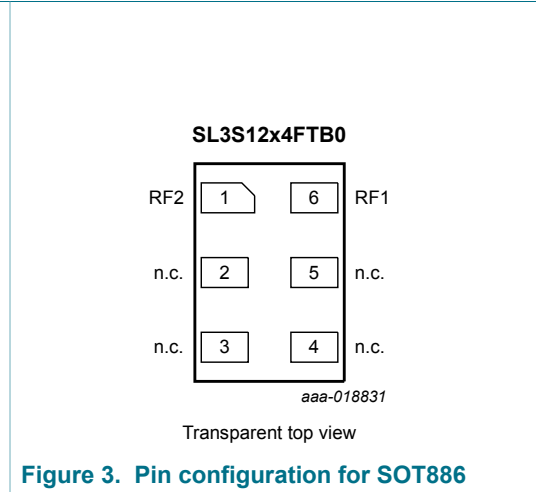 SL3S12x4FTB0
RF2 1 6 RF1
n.c. 2 5 n.c.
n.c. 3 4 n.c.
aaa-018831
Transparent top view
Figure 3. Pin configuration for SOT886